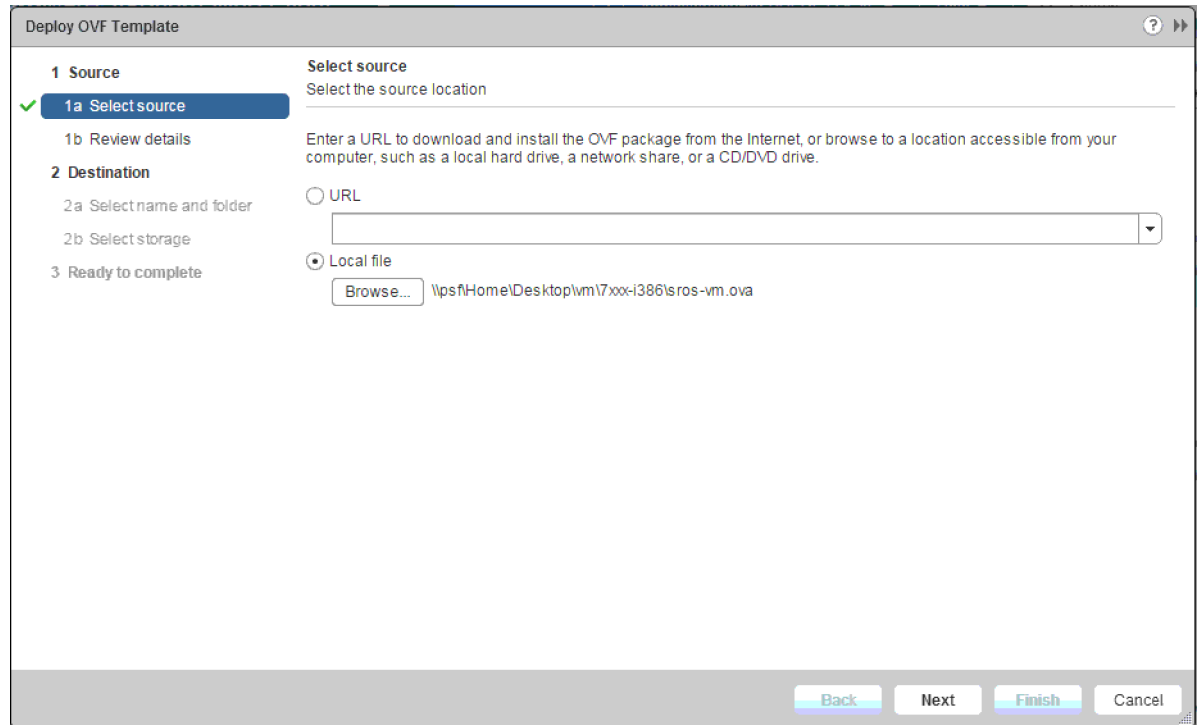 Deploy OVF Template
1 Source
1a Select source
1b Review details
2 Destination
2a Select name and folder
2b Select storage
3 Ready to complete
Select source
Select the source location
Enter a URL to download and install the OVF package from the Internet, or browse to a location accessible from your
computer, such as a local hard drive, a network share, or a CD/DVD drive.
URL
Local file
Browse... \\psf\Home\Desktop\vm\7xxx-i386\sros-vm.ova
Back Next Finish Cancel